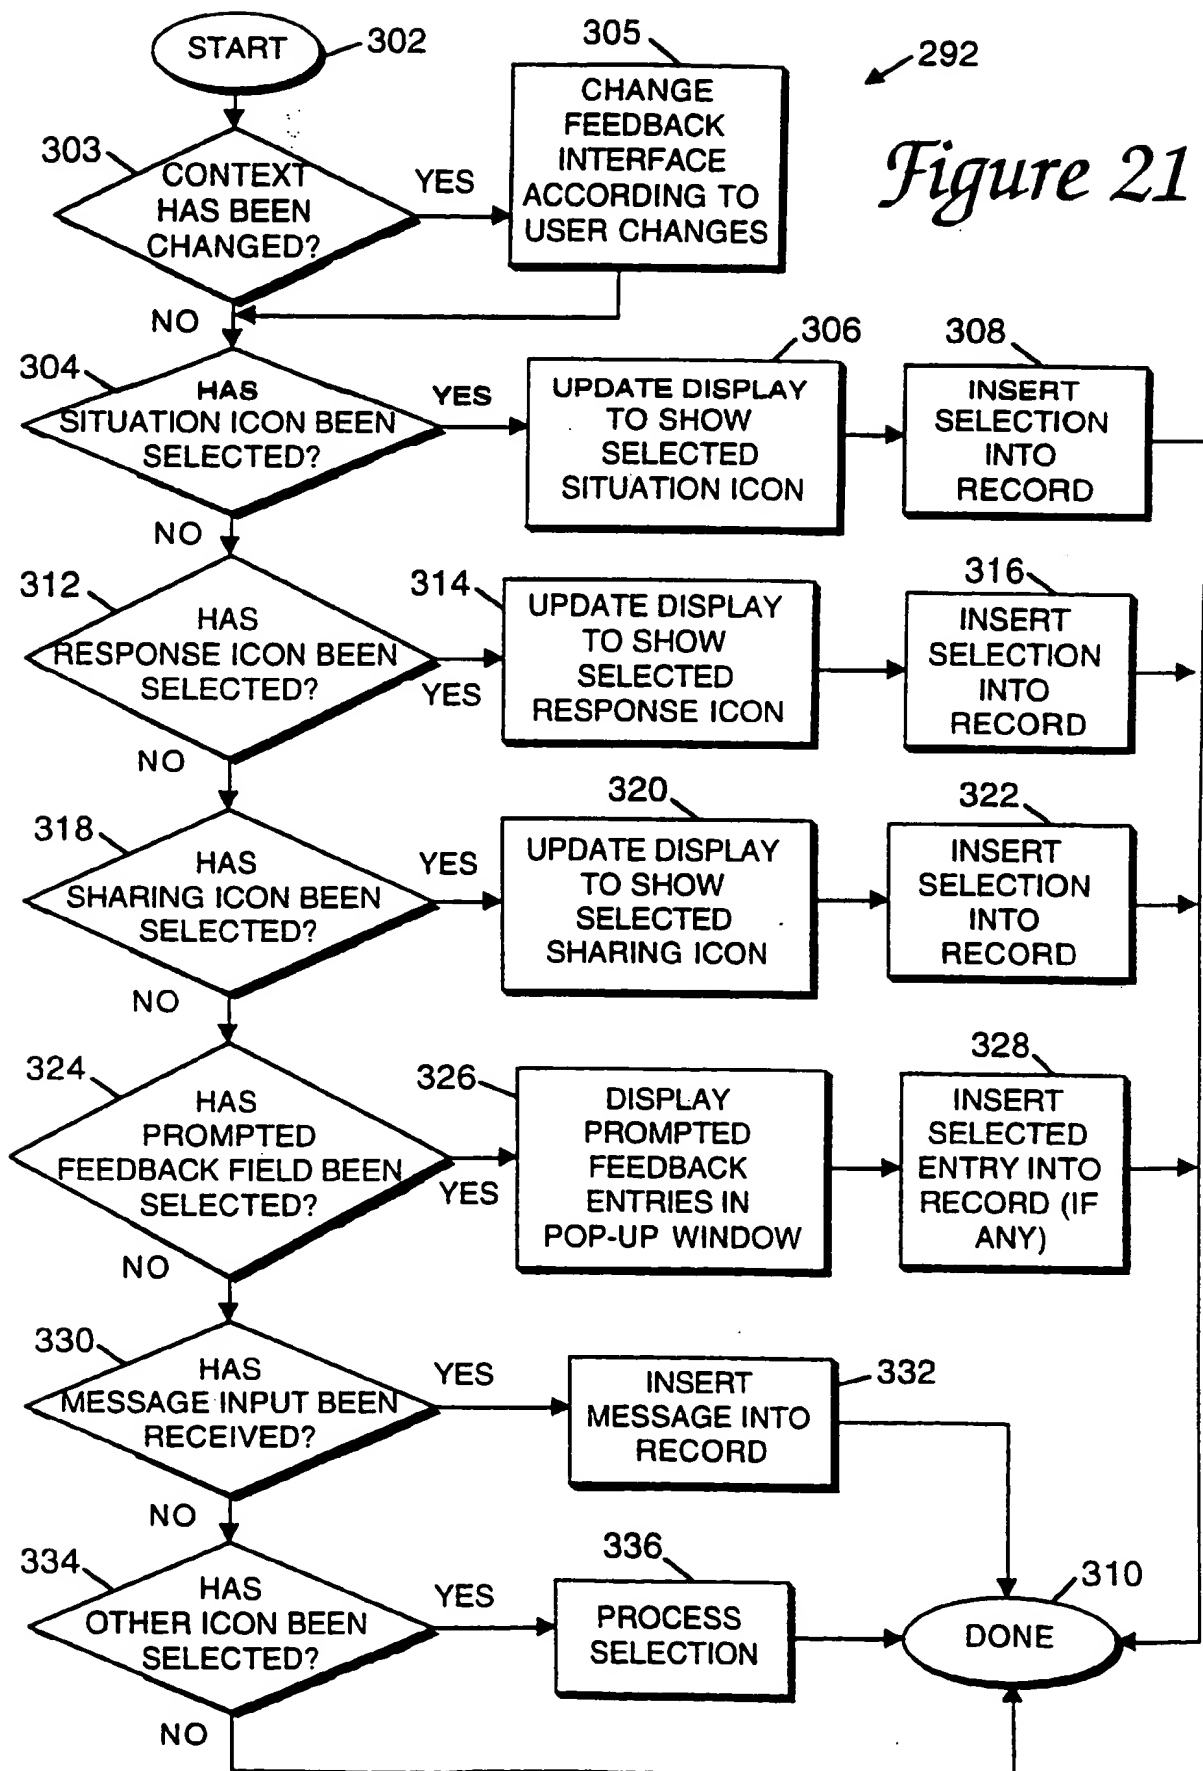 START
302
305
CHANGE
FEEDBACK
INTERFACE
ACCORDING TO
USER CHANGES
292
Figure 21
303
CONTEXT
HAS BEEN
CHANGED?
YES
NO
304
HAS
SITUATION ICON BEEN
SELECTED?
YES
306
UPDATE DISPLAY
TO SHOW
SELECTED
SITUATION ICON
308
INSERT
SELECTION
INTO
RECORD
NO
312
HAS
RESPONSE ICON BEEN
SELECTED?
YES
314
UPDATE DISPLAY
TO SHOW
SELECTED
RESPONSE ICON
316
INSERT
SELECTION
INTO
RECORD
NO
318
HAS
SHARING ICON BEEN
SELECTED?
YES
320
UPDATE DISPLAY
TO SHOW
SELECTED
SHARING ICON
322
INSERT
SELECTION
INTO
RECORD
NO
324
HAS
PROMPTED
FEEDBACK FIELD BEEN
SELECTED?
YES
326
DISPLAY
PROMPTED
FEEDBACK
ENTRIES IN
POP-UP WINDOW
328
INSERT
SELECTED
ENTRY INTO
RECORD (IF
ANY)
NO
330
HAS
MESSAGE INPUT BEEN
RECEIVED?
YES
INSERT
MESSAGE INTO
RECORD
332
NO
334
HAS
OTHER ICON BEEN
SELECTED?
YES
336
PROCESS
SELECTION
310
DONE
NO